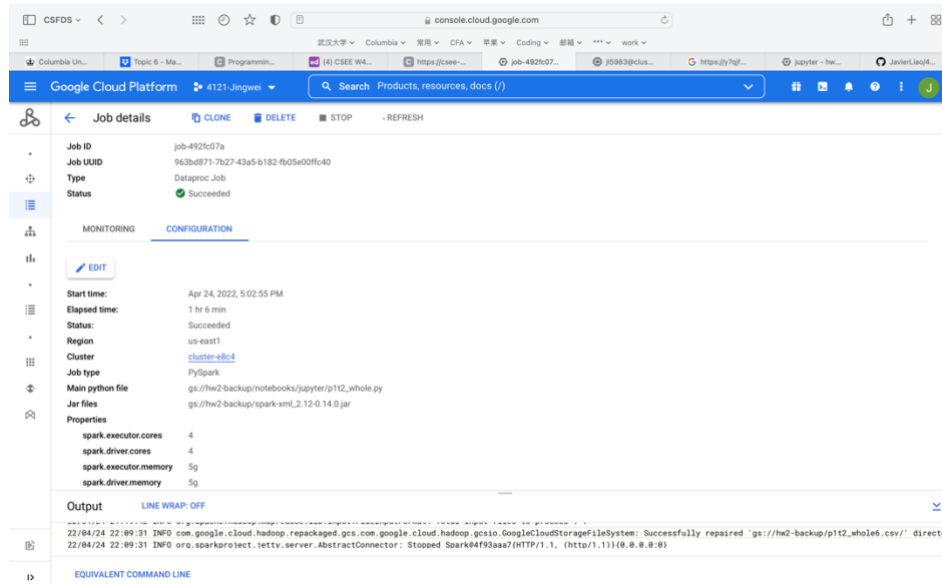 CSFDS
console.cloud.google.com
武汉大学 Columbia 常用 CFA 苹果 Coding 邮箱 *** work
Columbia Un... Topic 6 - Ma... Programmin... (4) CSEE W4... https://csee-... job-492fc07... jl5983@clus... G https://y7qjf... jupyter - hw... JavierLiao/4...
Google Cloud Platform 4121-Jingwei Search Products, resources, docs (/) J
Job details CLONE DELETE STOP REFRESH
Job ID job-492fc07a
Job UUID 963bd871-7b27-43a5-b182-fb05e00ffc40
Type Dataproc Job
Status Succeeded
MONITORING CONFIGURATION
EDIT
Start time: Apr 24, 2022, 5:02:55 PM
Elapsed time: 1 hr 6 min
Status: Succeeded
Region us-east1
Cluster cluster-e8c4
Job type PySpark
Main python file gs://hw2-backup/notebooks/jupyter/p1t2_whole.py
Jar files gs://hw2-backup/spark-xml_2.12-0.14.0.jar
Properties
spark.executor.cores 4
spark.driver.cores 4
spark.executor.memory 5g
spark.driver.memory 5g
Output LINE WRAP: OFF
22/04/24 22:09:31 INFO com.google.cloud.hadoop.repackaged.gcs.com.google.cloud.hadoop.gcsio.GoogleCloudStorageFileSystem: Successfully repaired 'gs://hw2-backup/p1t2_whole6.csv/' direct
22/04/24 22:09:31 INFO org.sparkproject.jetty.server.AbstractConnector: Stopped Spark@4f93aaa7{HTTP/1.1, (http/1.1)}{0.0.0.0:0}
EQUIVALENT COMMAND LINE